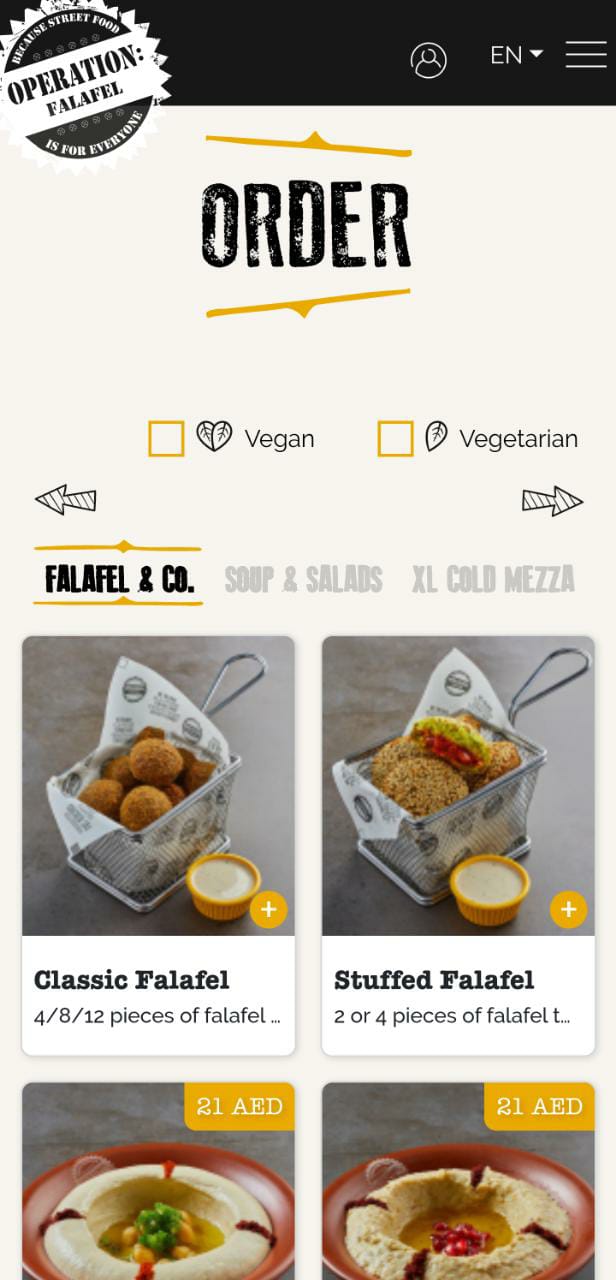 BECAUSE STREET FOOD
OPERATION:
FALAFEL
IS FOR EVERYONE
EN
ORDER
Vegan
Vegetarian
FALAFEL & CO.
SOUP & SALADS
XL COLD MEZZA
+
+
Classic Falafel
4/8/12 pieces of falafel ...
Stuffed Falafel
2 or 4 pieces of falafel t...
21 AED
21 AED